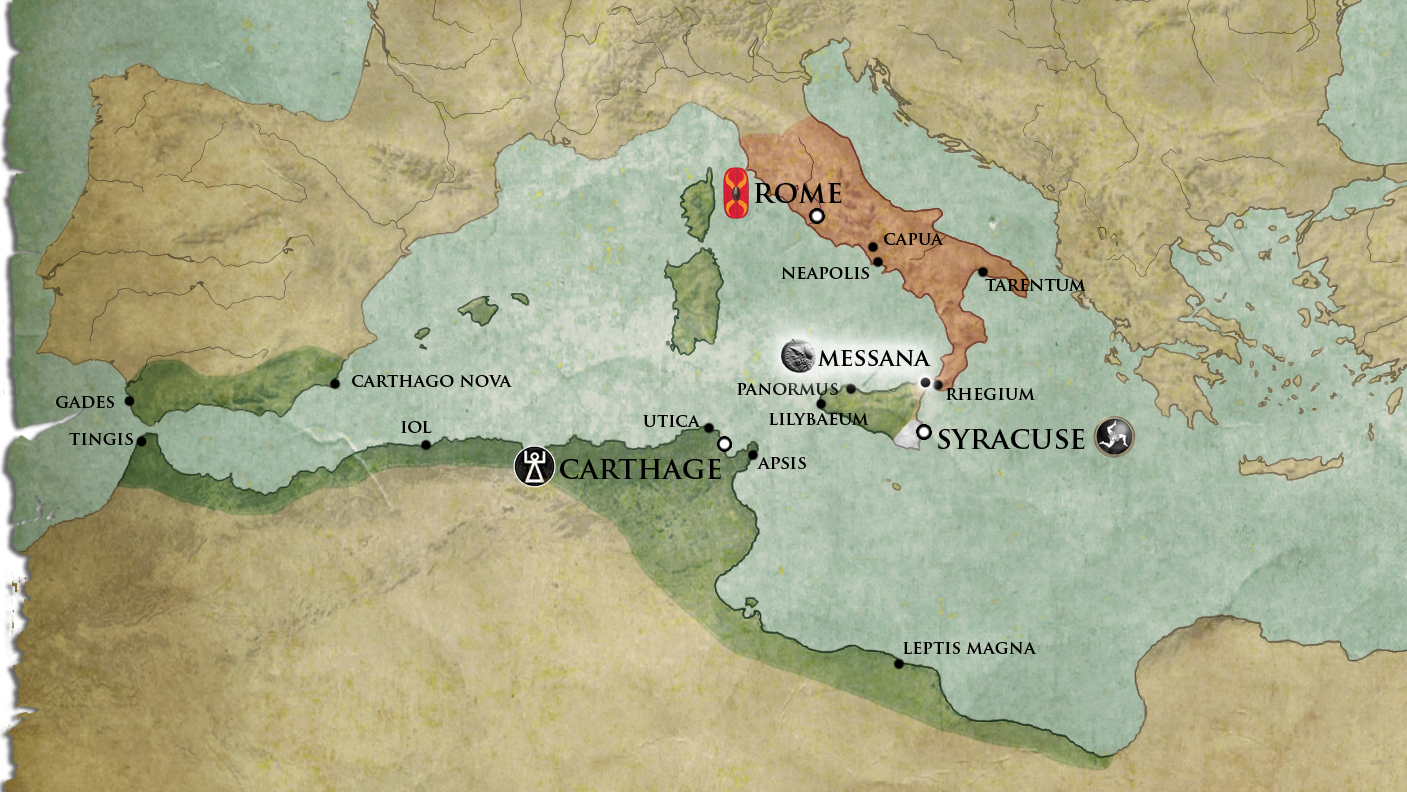 ROME
CAPUA
NEAPOLIS
TARENTUM
MESSANA
PANORMUS
RHEGIUM
LILYBAEUM
CARTHAGO NOVA
GADES
TINGIS
IOL
UTICA
SYRACUSE
CARTHAGE
APSIS
LEPTIS MAGNA